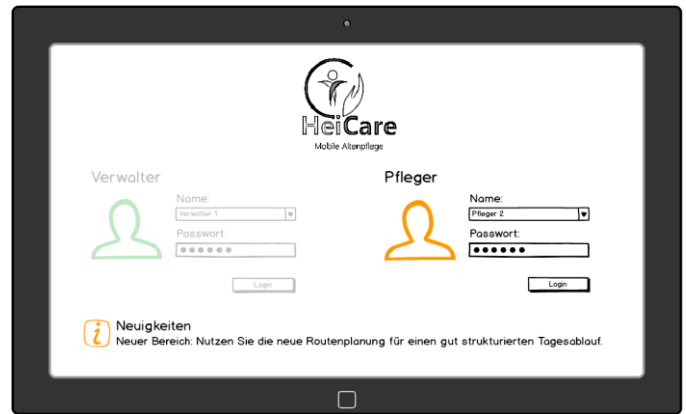 HeiCare
Mobile Altenpflege
Verwalter
Name:
Verwalter 1
Passwort:
Login
Pfleger
Name:
Pfleger 2
Passwort:
Login
i Neuigkeiten
Neuer Bereich: Nutzen Sie die neue Routenplanung für einen gut strukturierten Tagesablauf.